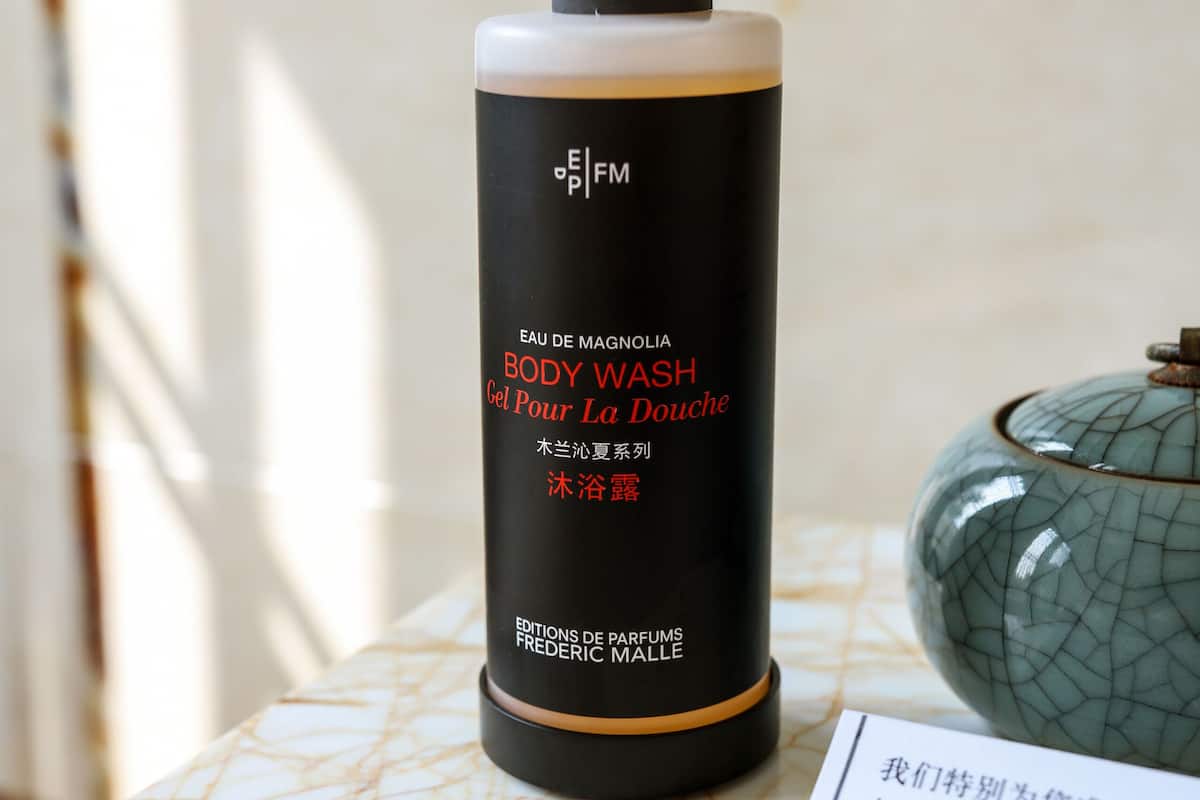 EDP FM
EAU DE MAGNOLIA
BODY WASH
Gel Pour La Douche
木兰沁夏系列
沐浴露
EDITIONS DE PARFUMS
FREDERIC MALLE
我们特别为您